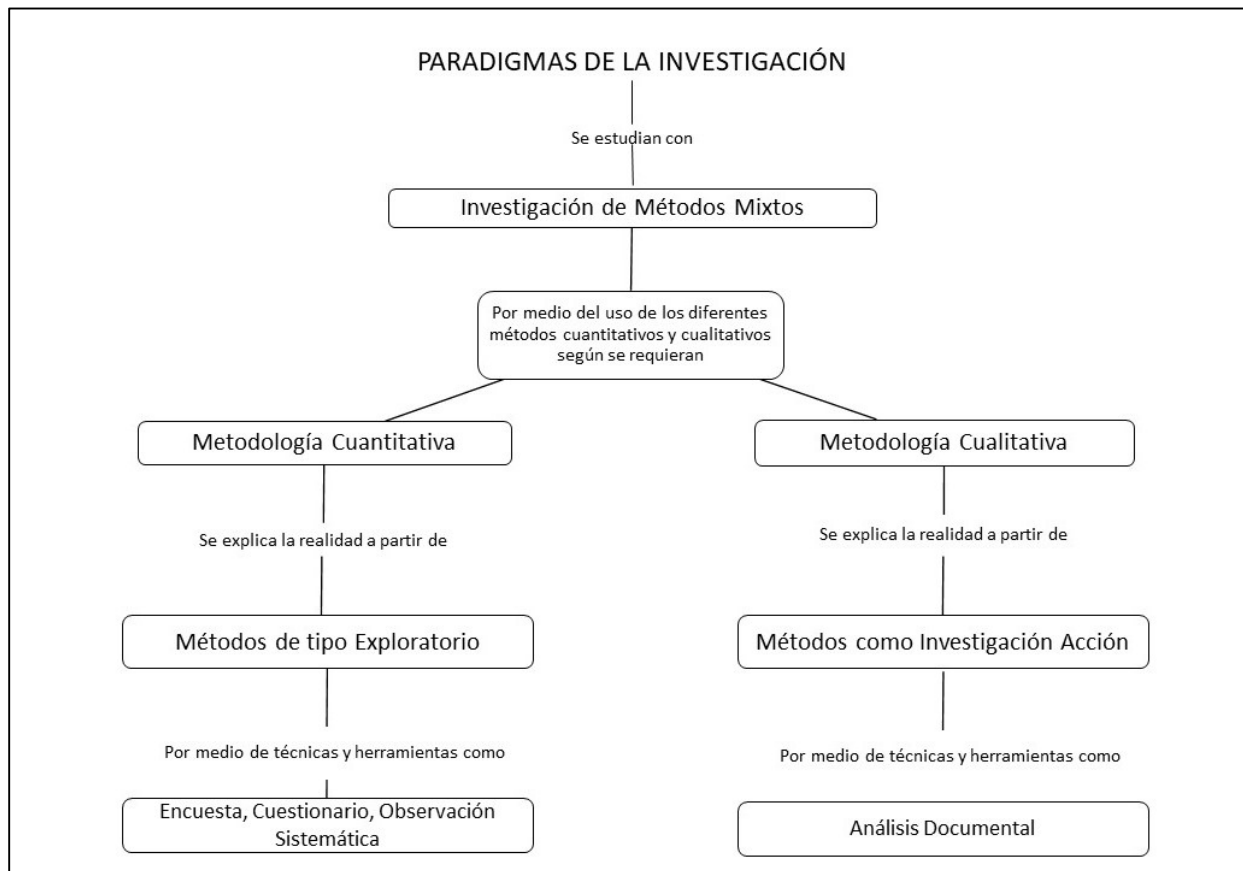 PARADIGMAS DE LA INVESTIGACIÓN
Se estudian con
Investigación de Métodos Mixtos
Por medio del uso de los diferentes
métodos cuantitativos y cualitativos
según se requieran
Metodología Cuantitativa
Metodología Cualitativa
Se explica la realidad a partir de
Se explica la realidad a partir de
Métodos de tipo Exploratorio
Métodos como Investigación Acción
Por medio de técnicas y herramientas como
Por medio de técnicas y herramientas como
Encuesta, Cuestionario, Observación
Sistemática
Análisis Documental